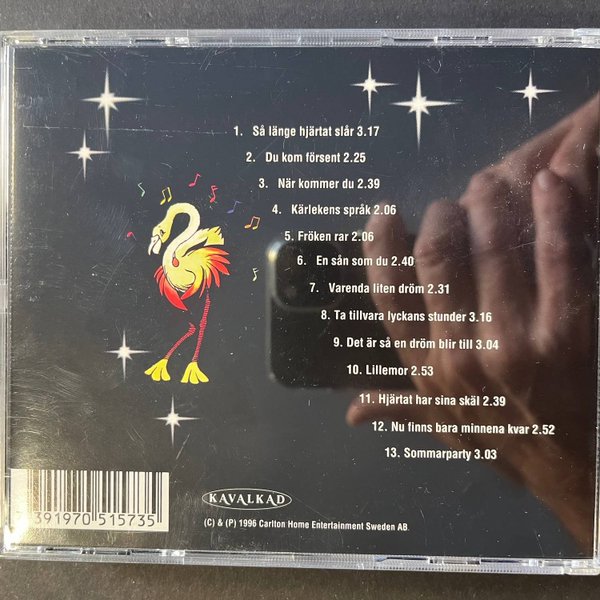 1. Så länge hjärtat slår 3.17
2. Du kom försent 2.25
3. När kommer du 2.39
4. Kärlekens språk 2.06
5. Fröken rar 2.06
6. En sån som du 2.40
7. Varenda liten dröm 2.31
8. Ta tillvara lyckans stunder 3.16
9. Det är så en dröm blir till 3.04
10. Lillemor 2.53
11. Hjärtat har sina skäl 2.39
12. Nu finns bara minnena kvar 2.52
13. Sommarparty 3.03
KAVALKAD
391970 515735
(C) & (P) 1996 Carlton Home Entertainment Sweden AB.